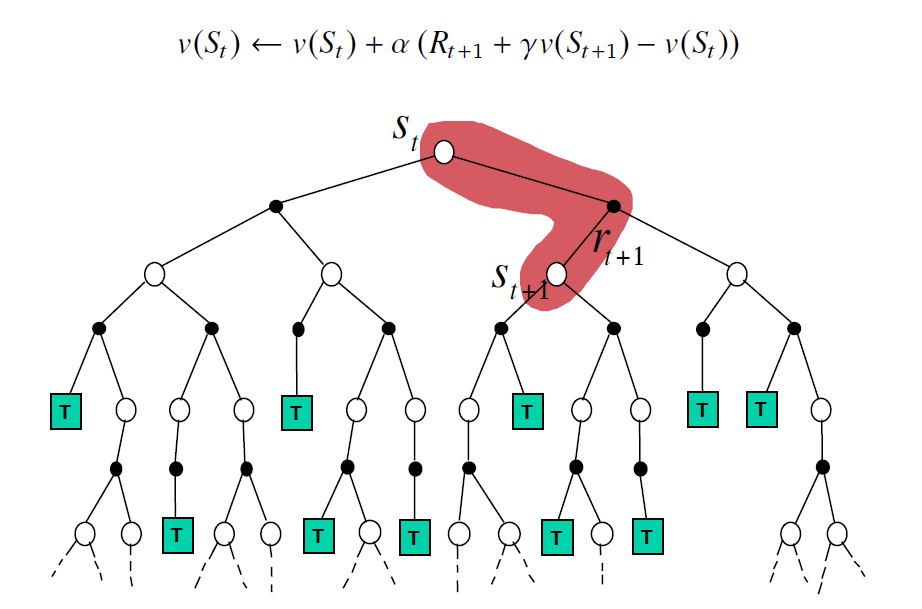 v(S_t) ← v(S_t) + α (R_{t+1} + γv(S_{t+1}) − v(S_t))
s_t
r_{t+1}
s_{t+1}
T T T T T
T T T T T